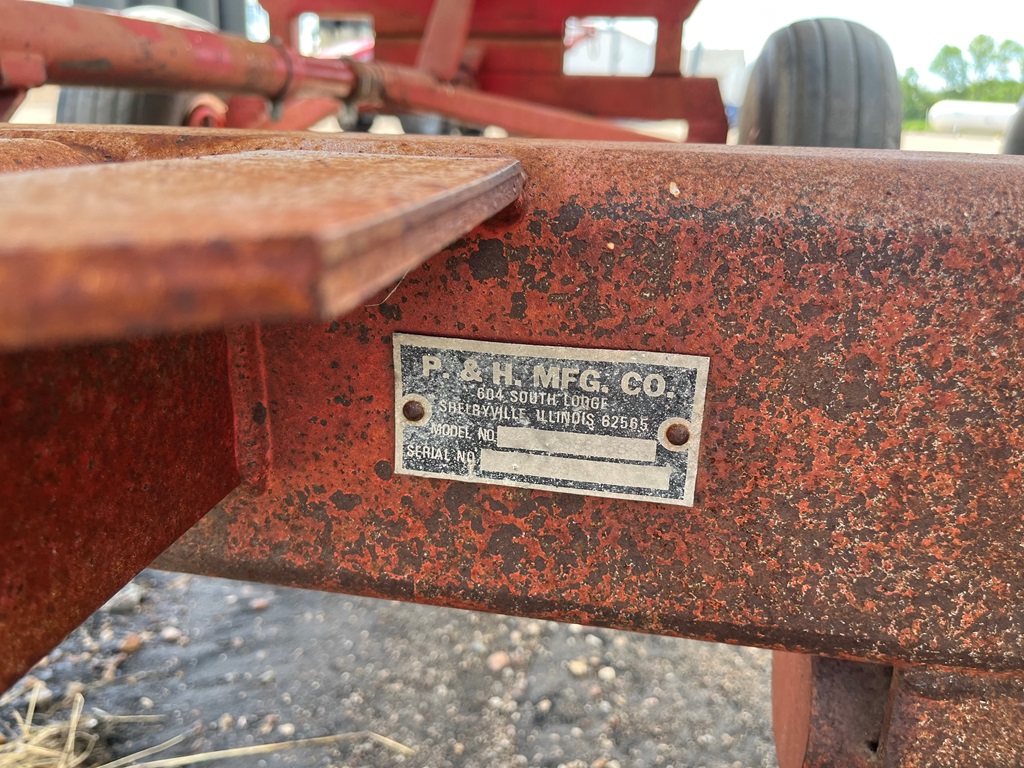 P. & H. MFG. CO.
604 SOUTH LODGE
SHELBYVILLE, ILLINOIS 62565
MODEL NO.
SERIAL NO.